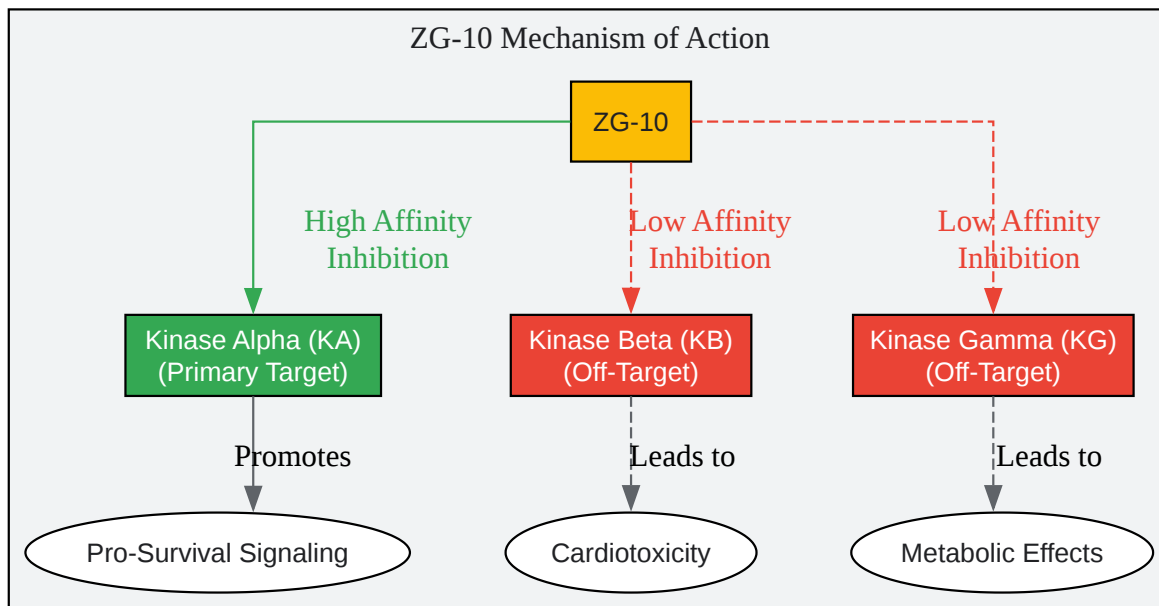 ZG-10 Mechanism of Action
ZG-10
High Affinity
Inhibition
Low Affinity
Inhibition
Low Affinity
Inhibition
Kinase Alpha (KA)
(Primary Target)
Kinase Beta (KB)
(Off-Target)
Kinase Gamma (KG)
(Off-Target)
Promotes
Leads to
Leads to
Pro-Survival Signaling
Cardiotoxicity
Metabolic Effects